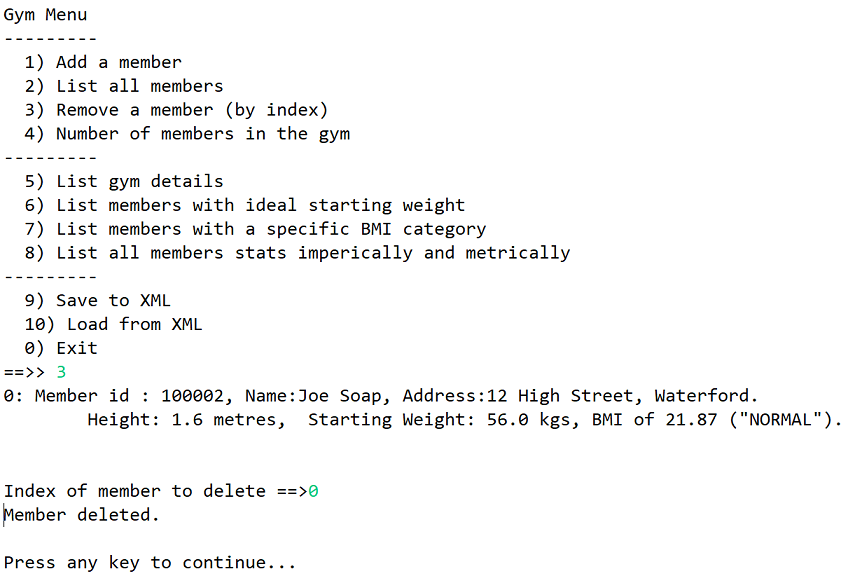 Gym Menu
---------
  1) Add a member
  2) List all members
  3) Remove a member (by index)
  4) Number of members in the gym
---------
  5) List gym details
  6) List members with ideal starting weight
  7) List members with a specific BMI category
  8) List all members stats imperically and metrically
---------
  9) Save to XML
  10) Load from XML
  0) Exit
==>> 3
0: Member id : 100002, Name:Joe Soap, Address:12 High Street, Waterford.
        Height: 1.6 metres,  Starting Weight: 56.0 kgs, BMI of 21.87 ("NORMAL").
Index of member to delete ==>0
Member deleted.
Press any key to continue...